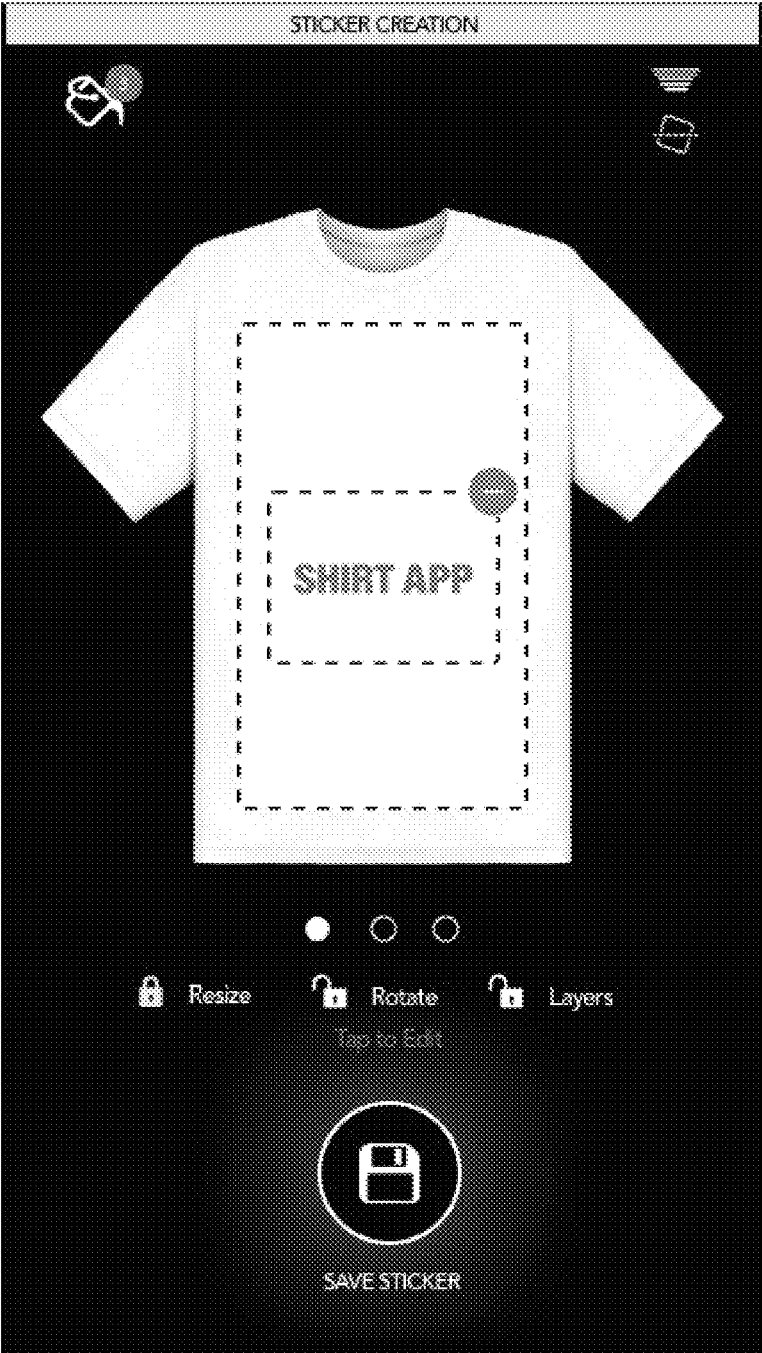 STICKER CREATION
SHIRT APP
Resize Rotate Layers
Tap to Edit
SAVE STICKER